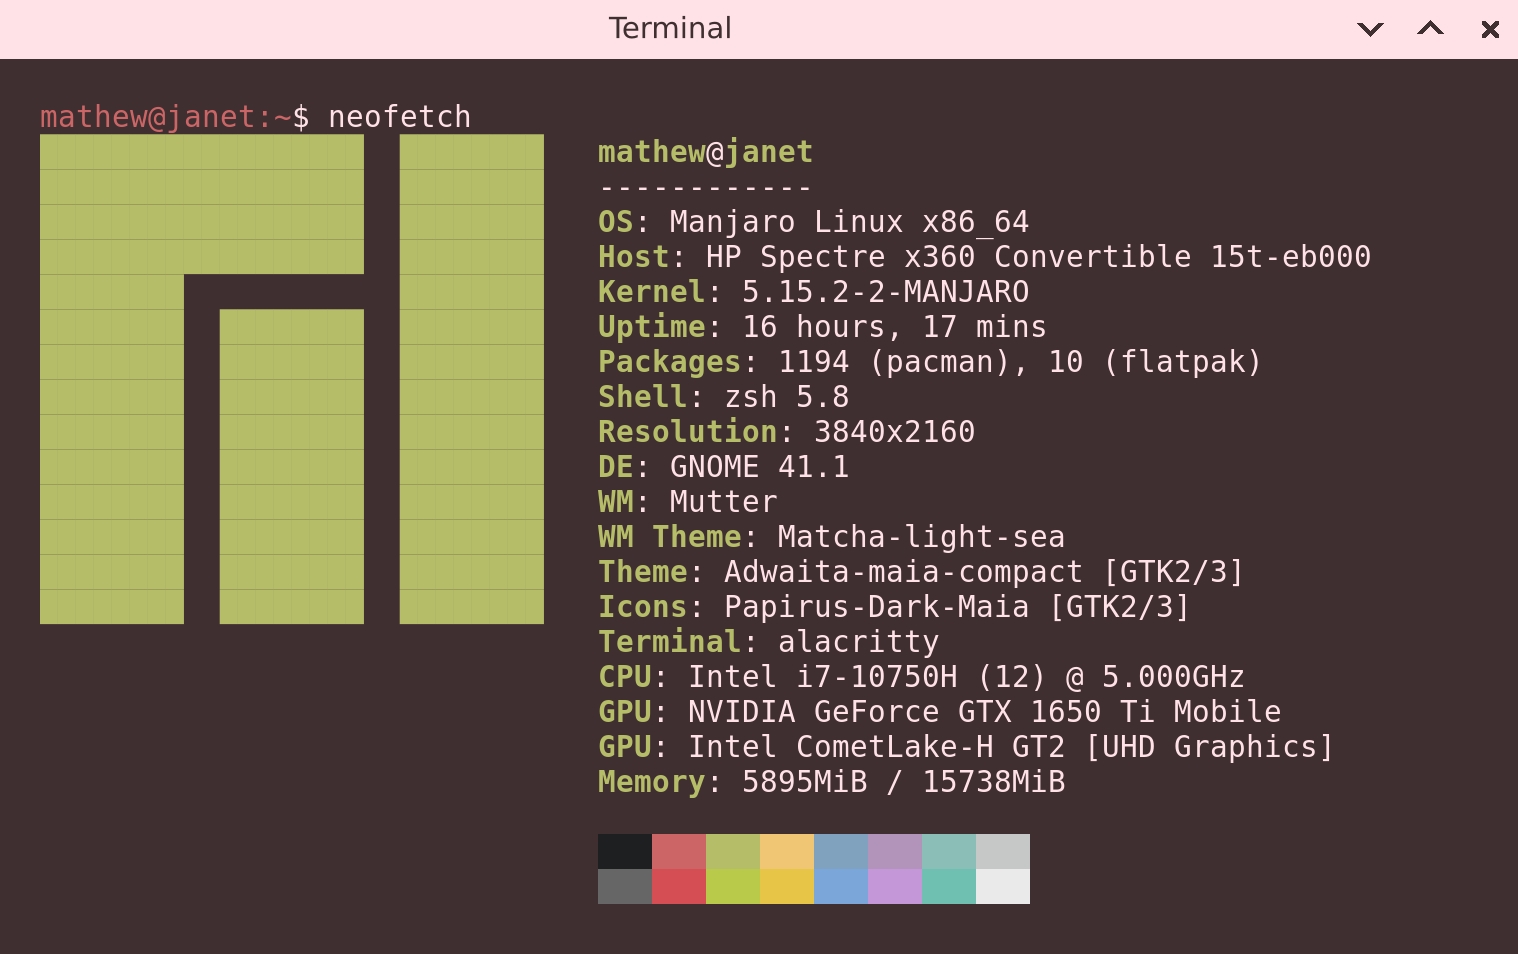 Terminal
mathew@janet:~$ neofetch
mathew@janet
------------
OS: Manjaro Linux x86_64
Host: HP Spectre x360 Convertible 15t-eb000
Kernel: 5.15.2-2-MANJARO
Uptime: 16 hours, 17 mins
Packages: 1194 (pacman), 10 (flatpak)
Shell: zsh 5.8
Resolution: 3840x2160
DE: GNOME 41.1
WM: Mutter
WM Theme: Matcha-light-sea
Theme: Adwaita-maia-compact [GTK2/3]
Icons: Papirus-Dark-Maia [GTK2/3]
Terminal: alacritty
CPU: Intel i7-10750H (12) @ 5.000GHz
GPU: NVIDIA GeForce GTX 1650 Ti Mobile
GPU: Intel CometLake-H GT2 [UHD Graphics]
Memory: 5895MiB / 15738MiB